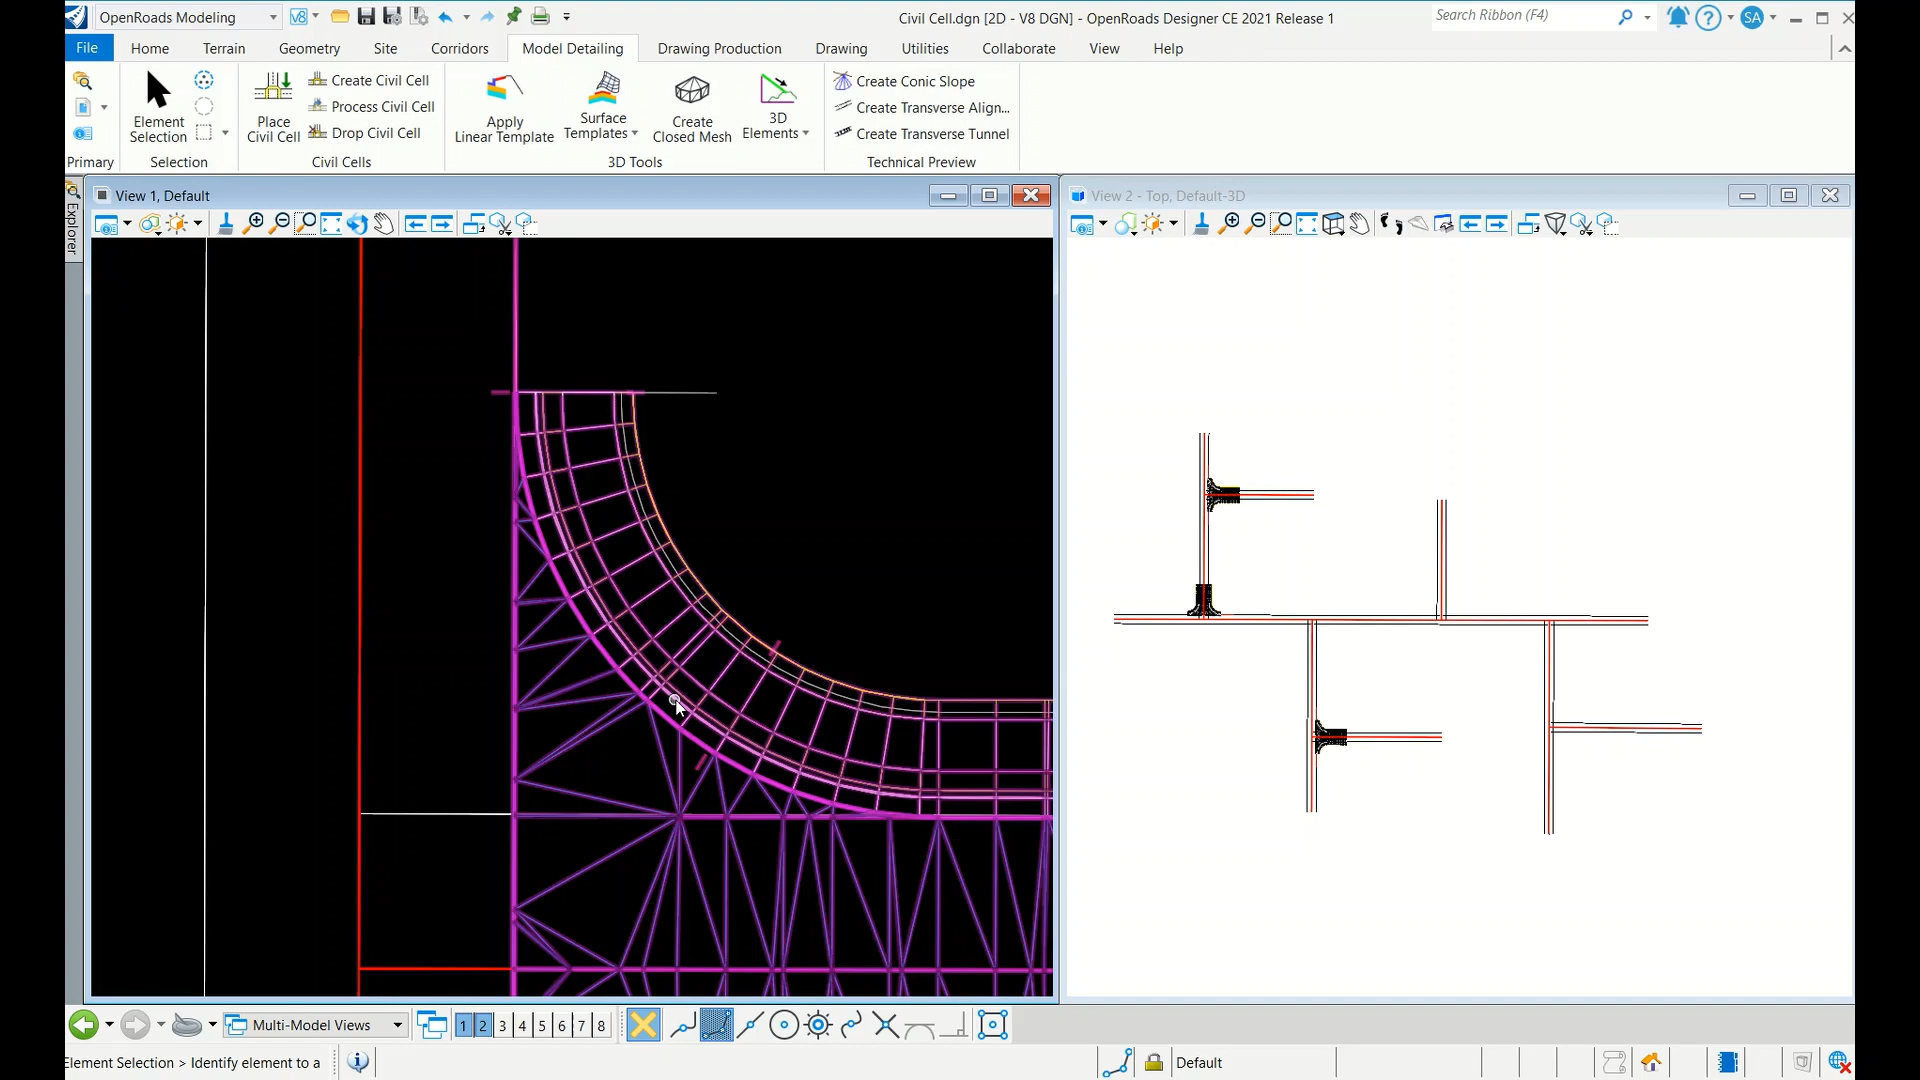 OpenRoads Modeling
Civil Cell.dgn [2D - V8 DGN] - OpenRoads Designer CE 2021 Release 1
Search Ribbon (F4)
SA
File
Home
Terrain
Geometry
Site
Corridors
Model Detailing
Drawing Production
Drawing
Utilities
Collaborate
View
Help
Element
Selection
Place
Civil Cell
Create Civil Cell
Process Civil Cell
Drop Civil Cell
Apply
Linear Template
Surface
Templates
Create
Closed Mesh
3D
Elements
Create Conic Slope
Create Transverse Align...
Create Transverse Tunnel
Primary
Selection
Civil Cells
3D Tools
Technical Preview
Explorer
View 1, Default
View 2 - Top, Default-3D
Multi-Model Views
1 2 3 4 5 6 7 8
Element Selection > Identify element to a
Default